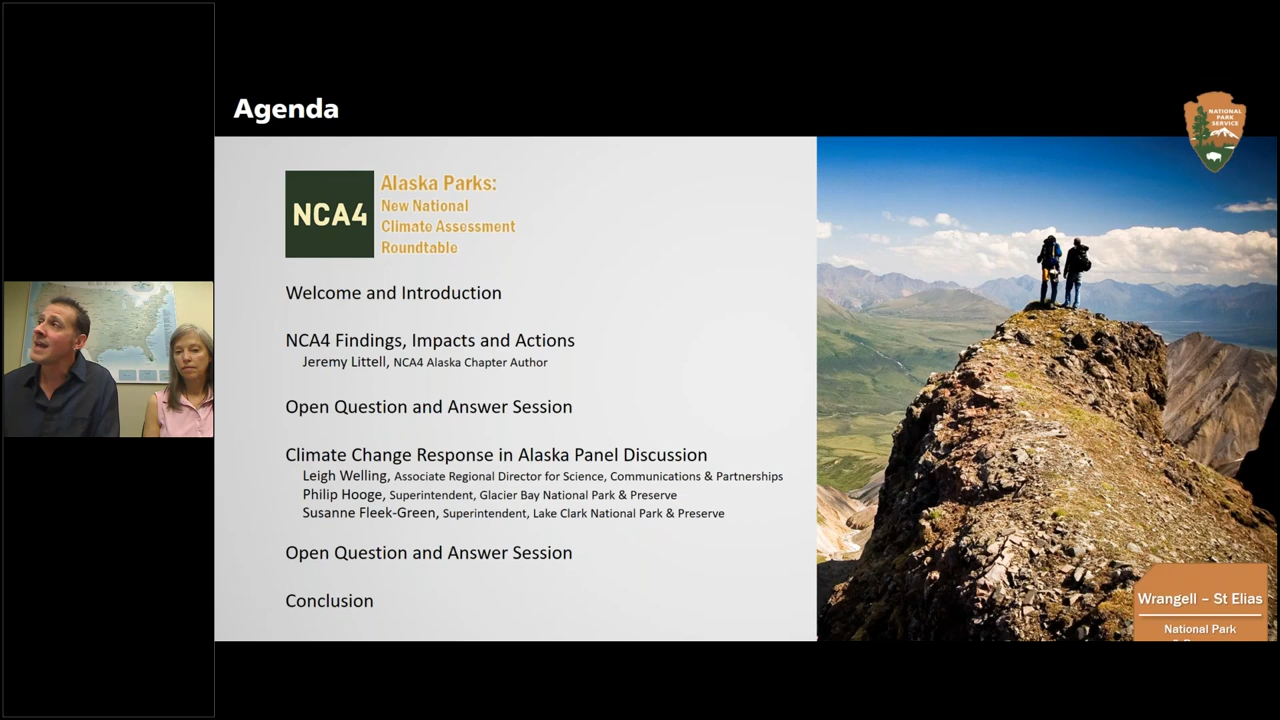 Agenda
NATIONAL
PARK
SERVICE
NCA4
Alaska Parks:
New National
Climate Assessment
Roundtable
Welcome and Introduction
NCA4 Findings, Impacts and Actions
Jeremy Littell, NCA4 Alaska Chapter Author
Open Question and Answer Session
Climate Change Response in Alaska Panel Discussion
Leigh Welling, Associate Regional Director for Science, Communications & Partnerships
Philip Hooge, Superintendent, Glacier Bay National Park & Preserve
Susanne Fleek-Green, Superintendent, Lake Clark National Park & Preserve
Open Question and Answer Session
Conclusion
Wrangell – St Elias
National Park